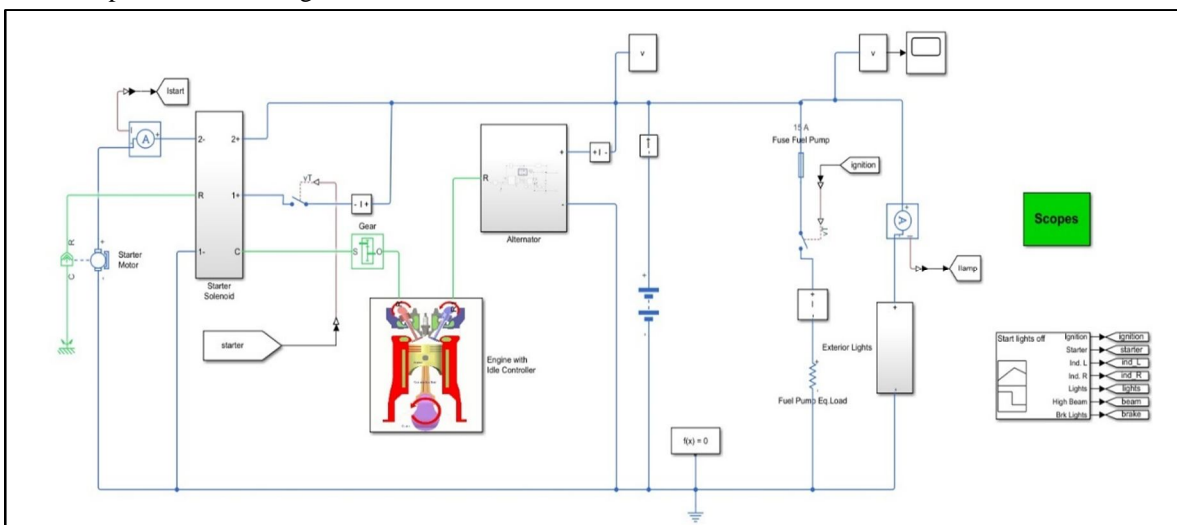 v
v
Istart
I
A
+
2-
2+
15 A
Fuse Fuel Pump
ignition
vT
R
1+
- I +
+ I -
R
+
-
Alternator
vT
Scopes
A
+
I
Ilamp
R
C
+
-
Starter
Motor
1-
C
Starter
Solenoid
Gear
S
O
+
-
+
I
-
starter
Engine with
Idle Controller
Exterior Lights
+
-
+
Fuel Pump Eq.Load
Start lights off
Ignition
ignition
Starter
starter
Ind. L
ind_L
Ind. R
ind_R
Lights
lights
High Beam
beam
Brk Lights
brake
f(x) = 0